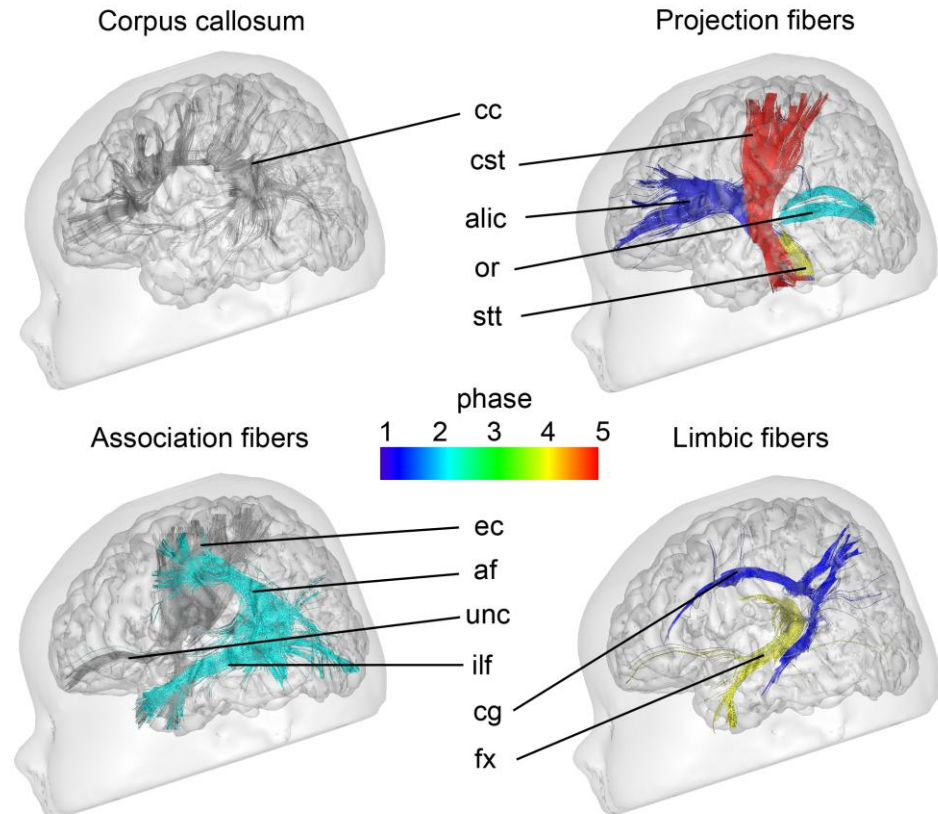 Corpus callosum
Projection fibers
cc
cst
alic
or
stt
phase
1 2 3 4 5
Association fibers
Limbic fibers
ec
af
unc
ilf
cg
fx